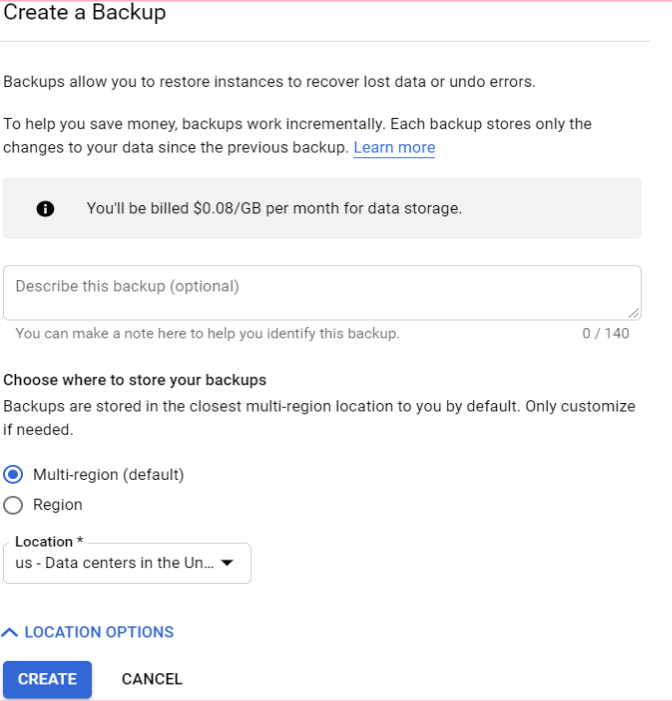 Create a Backup
Backups allow you to restore instances to recover lost data or undo errors.
To help you save money, backups work incrementally. Each backup stores only the
changes to your data since the previous backup. Learn more
You'll be billed $0.08/GB per month for data storage.
Describe this backup (optional)
You can make a note here to help you identify this backup. 0 / 140
Choose where to store your backups
Backups are stored in the closest multi-region location to you by default. Only customize
if needed.
Multi-region (default)
Region
Location *
us - Data centers in the Un...
LOCATION OPTIONS
CREATE CANCEL